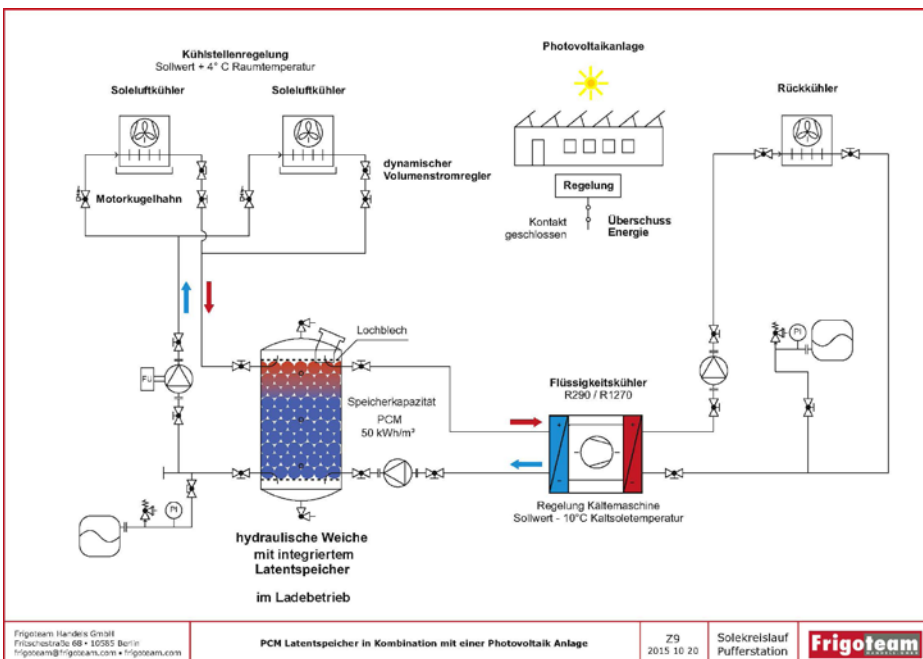 Kühlstellenregelung
Sollwert + 4° C Raumtemperatur
Soleluftkühler
Soleluftkühler
Photovoltaikanlage
Rückkühler
dynamischer
Volumenstromregler
Motorkugelhahn
Regelung
Kontakt
geschlossen
Überschuss
Energie
Lochblech
PI
FU
Speicherkapazität
PCM
50 kWh/m³
Flüssigkeitskühler
R290 / R1270
PI
Regelung Kältemaschine
Sollwert - 10°C Kaltsoletemperatur
hydraulische Weiche
mit integriertem
Latentspeicher
im Ladebetrieb
Frigoteam Handels GmbH
Fritschestraße 68 • 10585 Berlin
frigoteam@frigoteam.com • frigoteam.com
PCM Latentspeicher in Kombination mit einer Photovoltaik Anlage
Z9
2015 10 20
Solekreislauf
Pufferstation
Frigoteam
HANDELS GMBH